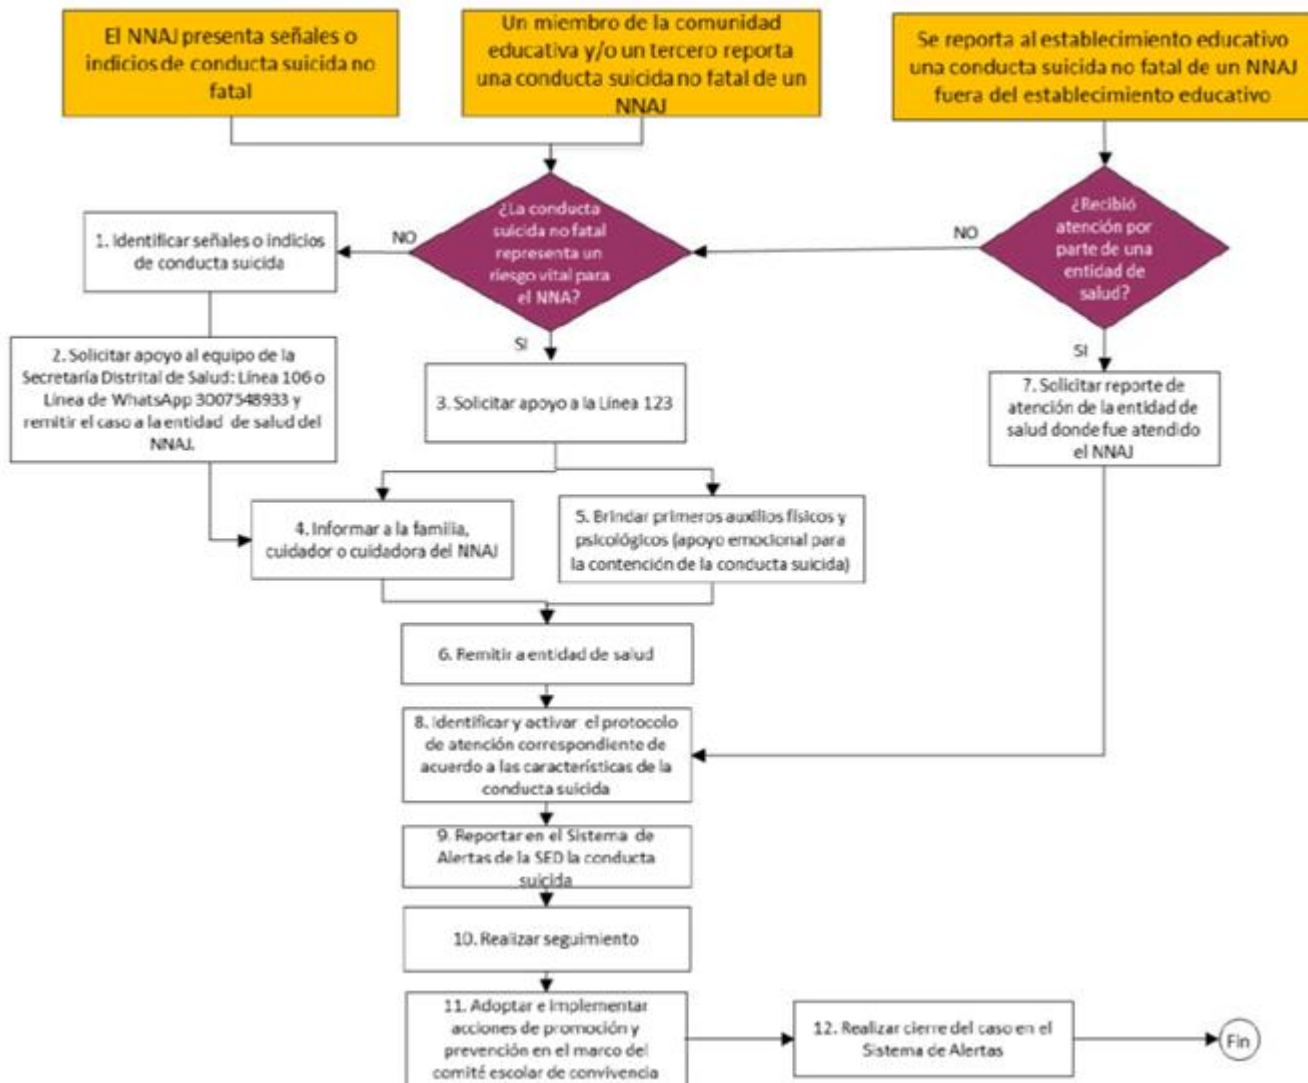 El NNAJ presenta señales o
indicios de conducta suicida no
fatal
Un miembro de la comunidad
educativa y/o un tercero reporta
una conducta suicida no fatal de un
NNAJ
Se reporta al establecimiento educativo
una conducta suicida no fatal de un NNAJ
fuera del establecimiento educativo
¿La conducta
suicida no fatal
representa un
riesgo vital para
el NNA?
¿Recibió
atención por
parte de una
entidad de
salud?
NO
NO
1. Identificar señales o indicios
de conducta suicida
SI
SI
2. Solicitar apoyo al equipo de la
Secretaría Distrital de Salud: Línea 106 o
Línea de WhatsApp 3007548933 y
remitir el caso a la entidad de salud del
NNAJ.
3. Solicitar apoyo a la Línea 123
7. Solicitar reporte de
atención de la entidad de
salud donde fue atendido
el NNAJ
4. Informar a la familia,
cuidador o cuidadora del NNAJ
5. Brindar primeros auxilios físicos y
psicológicos (apoyo emocional para
la contención de la conducta suicida)
6. Remitir a entidad de salud
8. Identificar y activar el protocolo
de atención correspondiente de
acuerdo a las características de la
conducta suicida
9. Reportar en el Sistema de
Alertas de la SED la conducta
suicida
10. Realizar seguimiento
11. Adoptar e implementar
acciones de promoción y
prevención en el marco del
comité escolar de convivencia
12. Realizar cierre del caso en el
Sistema de Alertas
Fin